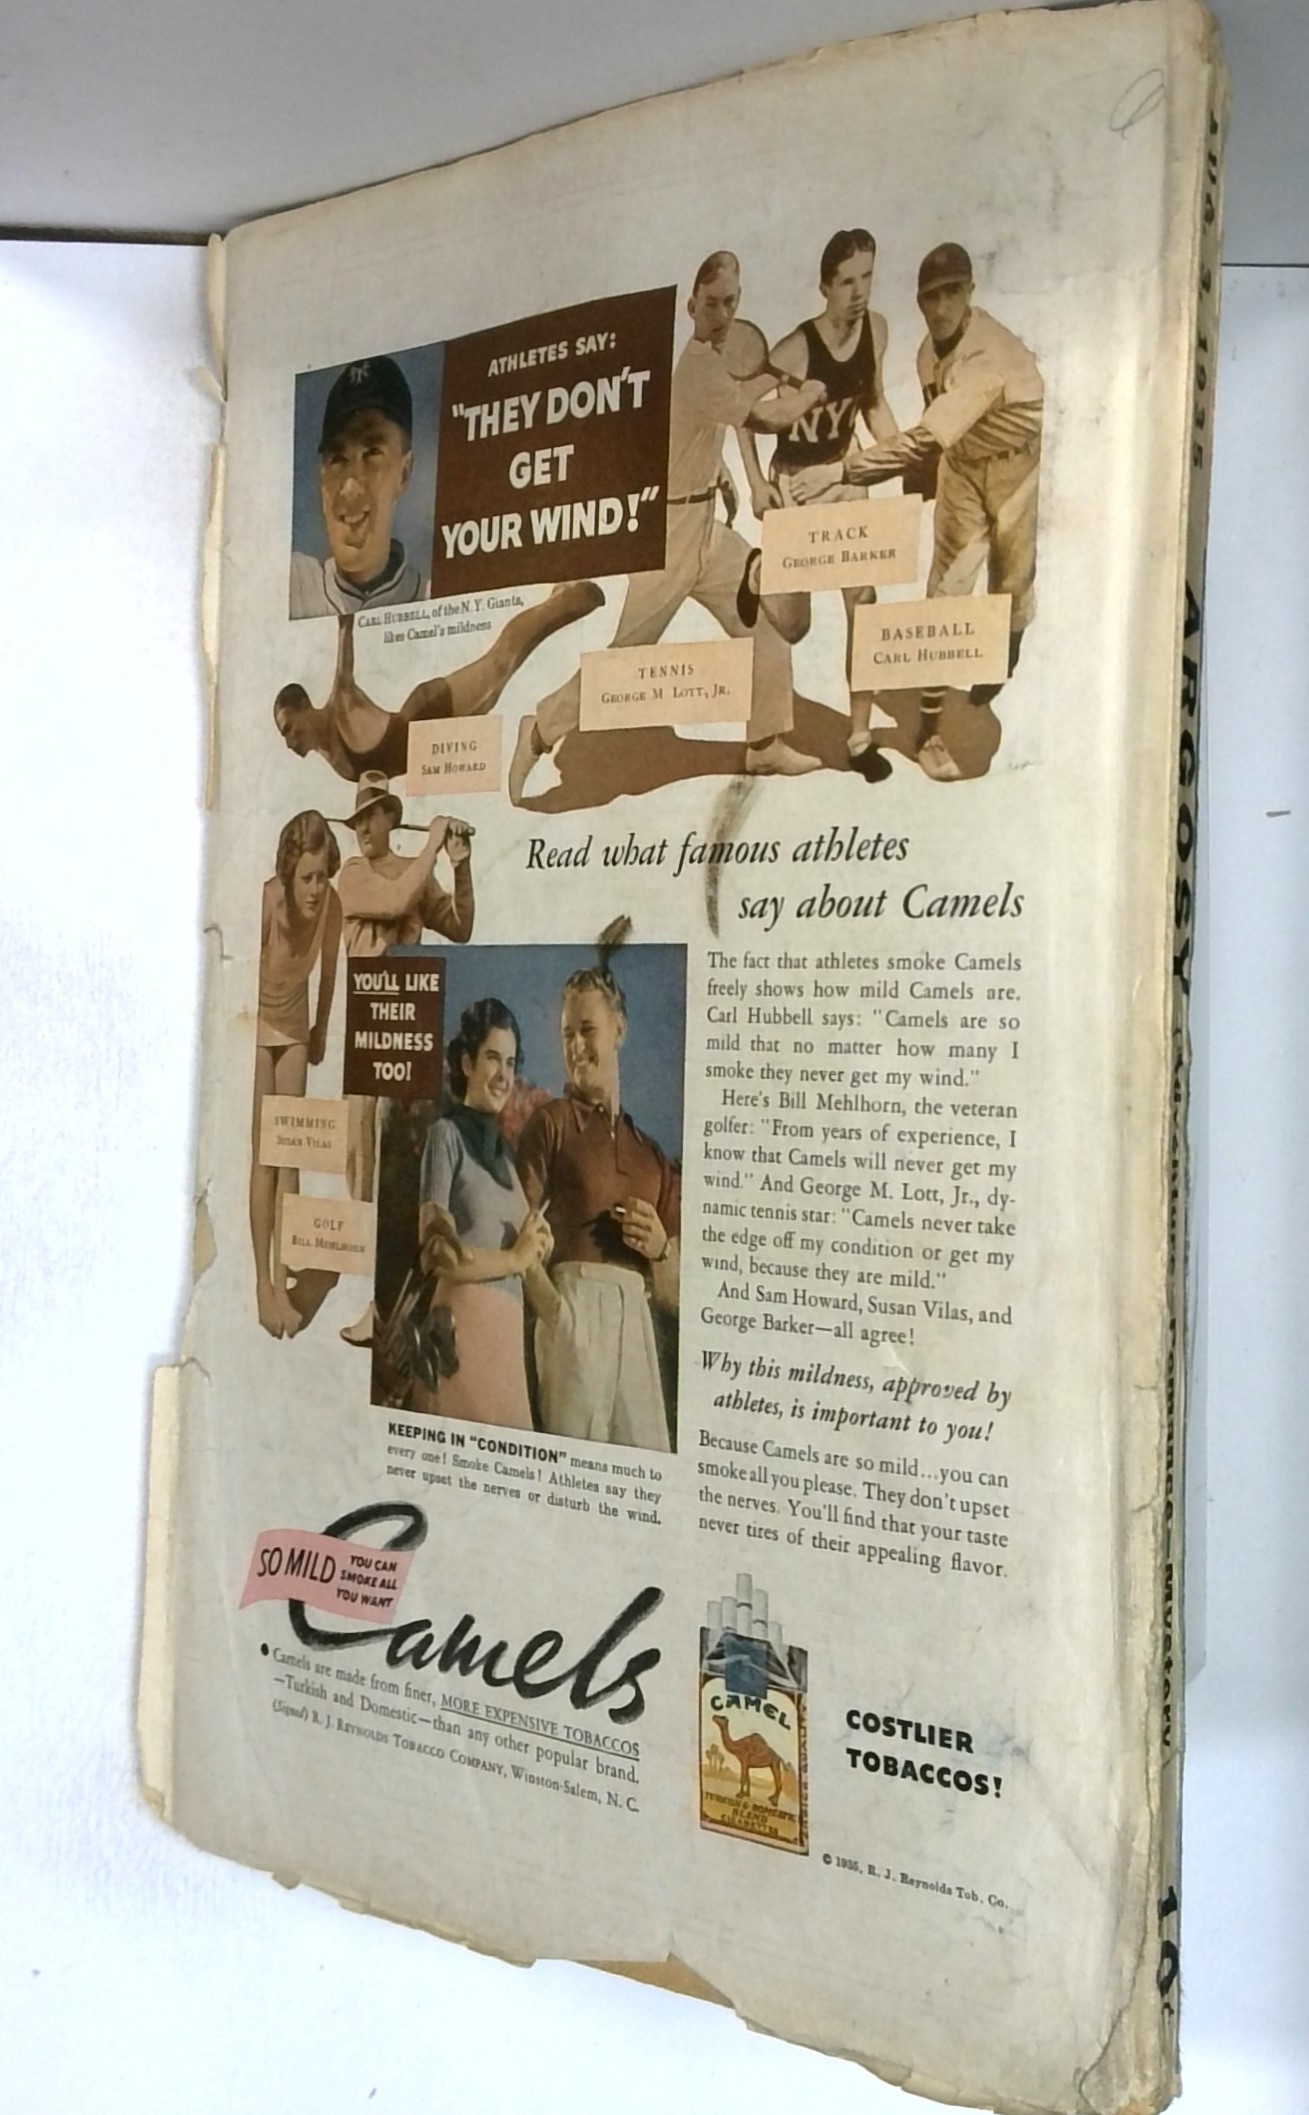 ATHLETES SAY:
"THEY DON'T
GET
YOUR WIND!"
CARL HUBBELL, of the N.Y. Giants,
likes Camel's mildness
NY
TRACK
GEORGE BARKER
BASEBALL
CARL HUBBELL
TENNIS
GEORGE M LOTT, JR.
DIVING
SAM HOWARD
Read what famous athletes
say about Camels
YOU'LL LIKE
THEIR
MILDNESS
TOO!
SWIMMING
SUSAN VILAS
GOLF
BILL MEHLHORN
The fact that athletes smoke Camels
freely shows how mild Camels are.
Carl Hubbell says: "Camels are so
mild that no matter how many I
smoke they never get my wind."
Here's Bill Mehlhorn, the veteran
golfer: "From years of experience, I
know that Camels will never get my
wind." And George M. Lott, Jr., dy-
namic tennis star: "Camels never take
the edge off my condition or get my
wind, because they are mild."
And Sam Howard, Susan Vilas, and
George Barker—all agree!
Why this mildness, approved by
athletes, is important to you!
Because Camels are so mild...you can
smoke all you please. They don't upset
the nerves. You'll find that your taste
never tires of their appealing flavor.
KEEPING IN "CONDITION" means much to
every one! Smoke Camels! Athletes say they
never upset the nerves or disturb the wind.
SO MILD YOU CAN
SMOKE ALL
YOU WANT
Camels
• Camels are made from finer, MORE EXPENSIVE TOBACCOS
—Turkish and Domestic—than any other popular brand.
(Signed) R. J. REYNOLDS TOBACCO COMPANY, Winston-Salem, N. C.
CAMEL
TURKISH & DOMESTIC
BLEND
CIGARETTES
COSTLIER
TOBACCOS!
© 1935, R. J. Reynolds Tob. Co.
AUG. 3, 1935
ARGOSY
10¢